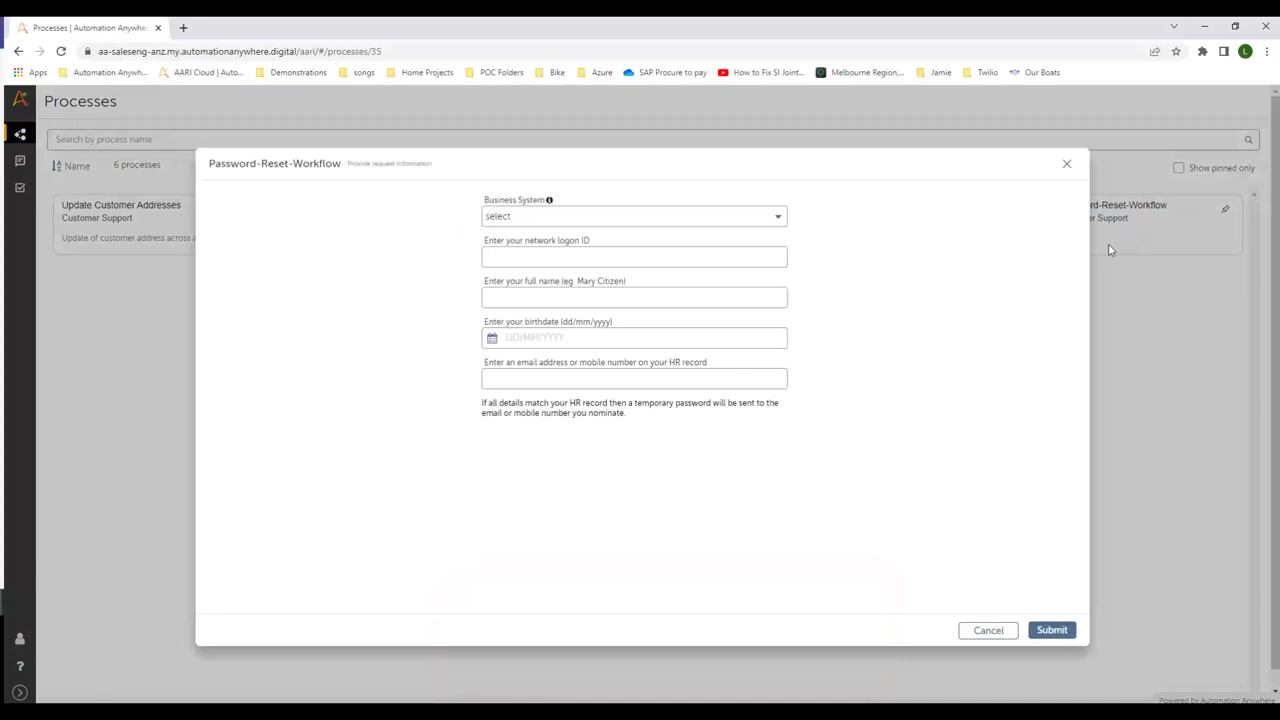 Processes | Automation Anywhere
aa-saleseng-anz.my.automationanywhere.digital/aari/#/processes/35
L
Apps Automation Anywh... AARI Cloud | Auto... Demonstrations songs Home Projects POC Folders Bike Azure SAP Procure to pay How to Fix SI Joint... Melbourne Region,... Jamie Twilio Our Boats
Processes
Search by process name
Name 6 processes
Show pinned only
Update Customer Addresses
Customer Support
Update of customer address across a
rd-Reset-Workflow
er Support
Password-Reset-Workflow Provide request information
Business System
select
Enter your network logon ID
Enter your full name (eg. Mary Citizen)
Enter your birthdate (dd/mm/yyyy)
DD/MM/YYYY
Enter an email address or mobile number on your HR record
If all details match your HR record then a temporary password will be sent to the
email or mobile number you nominate.
Cancel Submit
Powered by Automation Anywhere